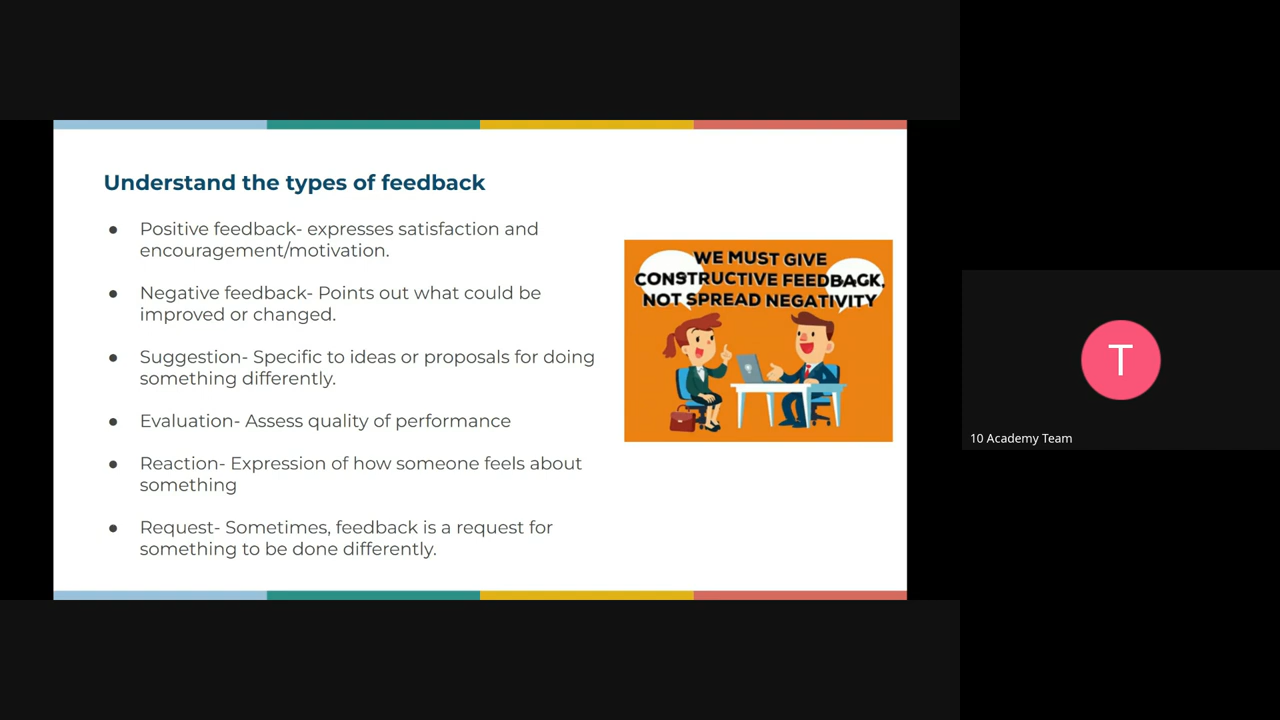 Understand the types of feedback
● Positive feedback- expresses satisfaction and
encouragement/motivation.
● Negative feedback- Points out what could be
improved or changed.
● Suggestion- Specific to ideas or proposals for doing
something differently.
● Evaluation- Assess quality of performance
● Reaction- Expression of how someone feels about
something
● Request- Sometimes, feedback is a request for
something to be done differently.
WE MUST GIVE
CONSTRUCTIVE FEEDBACK,
NOT SPREAD NEGATIVITY
T
10 Academy Team